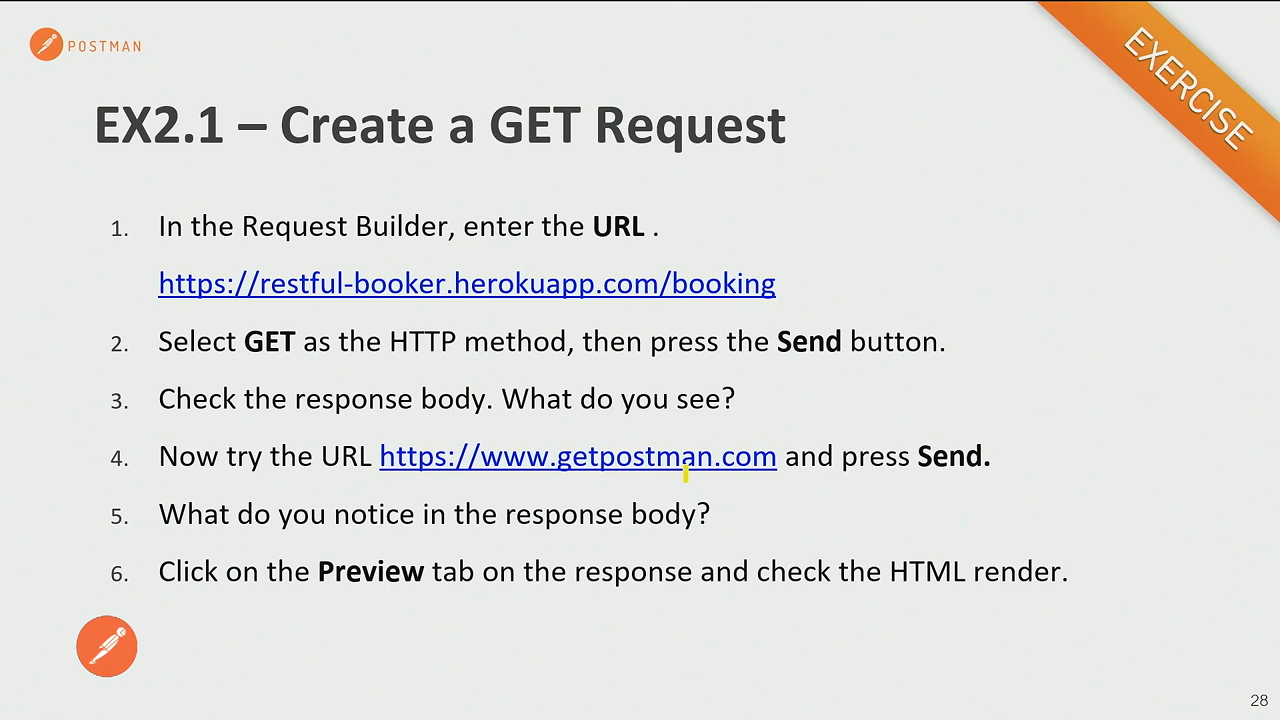 POSTMAN
EXERCISE
EX2.1 – Create a GET Request
1. In the Request Builder, enter the URL .
https://restful-booker.herokuapp.com/booking
2. Select GET as the HTTP method, then press the Send button.
3. Check the response body. What do you see?
4. Now try the URL https://www.getpostman.com and press Send.
5. What do you notice in the response body?
6. Click on the Preview tab on the response and check the HTML render.
28